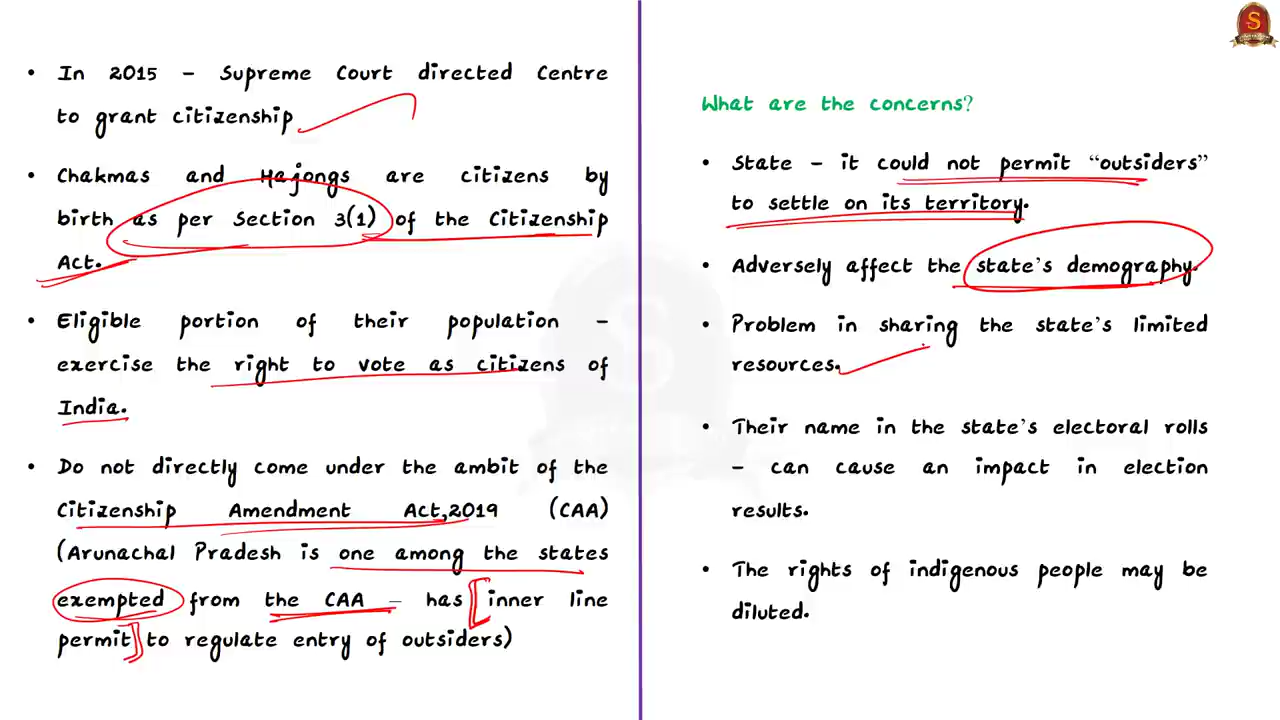 • In 2015 – Supreme Court directed Centre
to grant citizenship
• Chakmas and Hajongs are citizens by
birth as per Section 3(1) of the Citizenship
Act.
• Eligible portion of their population –
exercise the right to vote as citizens of
India.
• Do not directly come under the ambit of the
Citizenship Amendment Act,2019 (CAA)
(Arunachal Pradesh is one among the states
exempted from the CAA – has inner line
permit to regulate entry of outsiders)
What are the concerns?
• State – it could not permit “outsiders”
to settle on its territory.
• Adversely affect the state’s demography.
• Problem in sharing the state’s limited
resources.
• Their name in the state’s electoral rolls
– can cause an impact in election
results.
• The rights of indigenous people may be
diluted.
S